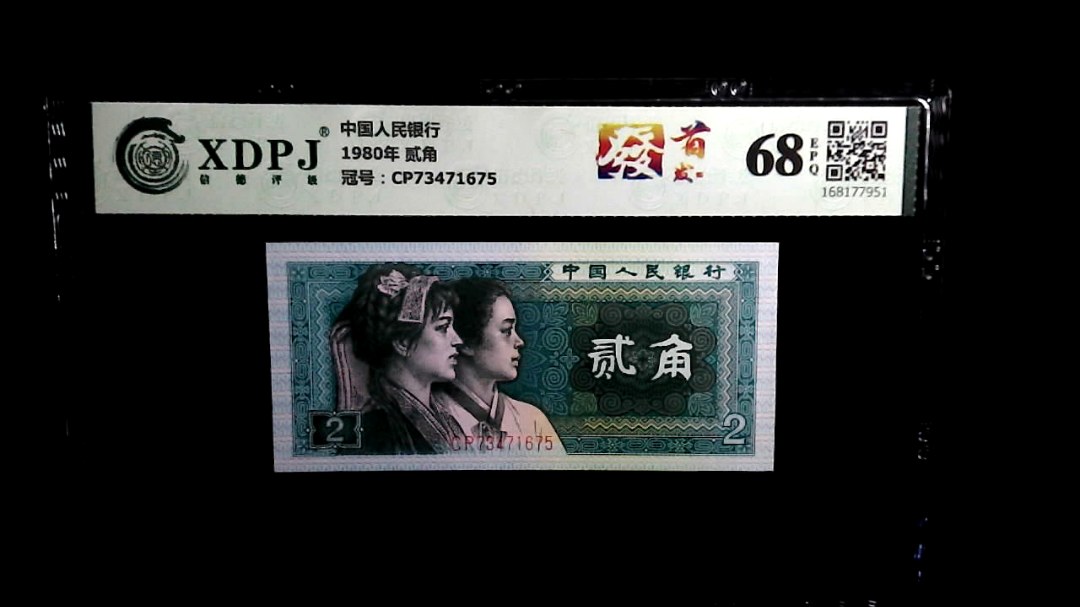 XDPJ®
信德评级
中国人民银行
1980年 贰角
冠号：CP73471675
發
首发
68
EPQ
168177951
中国人民银行
贰角
2
2
CP73471675